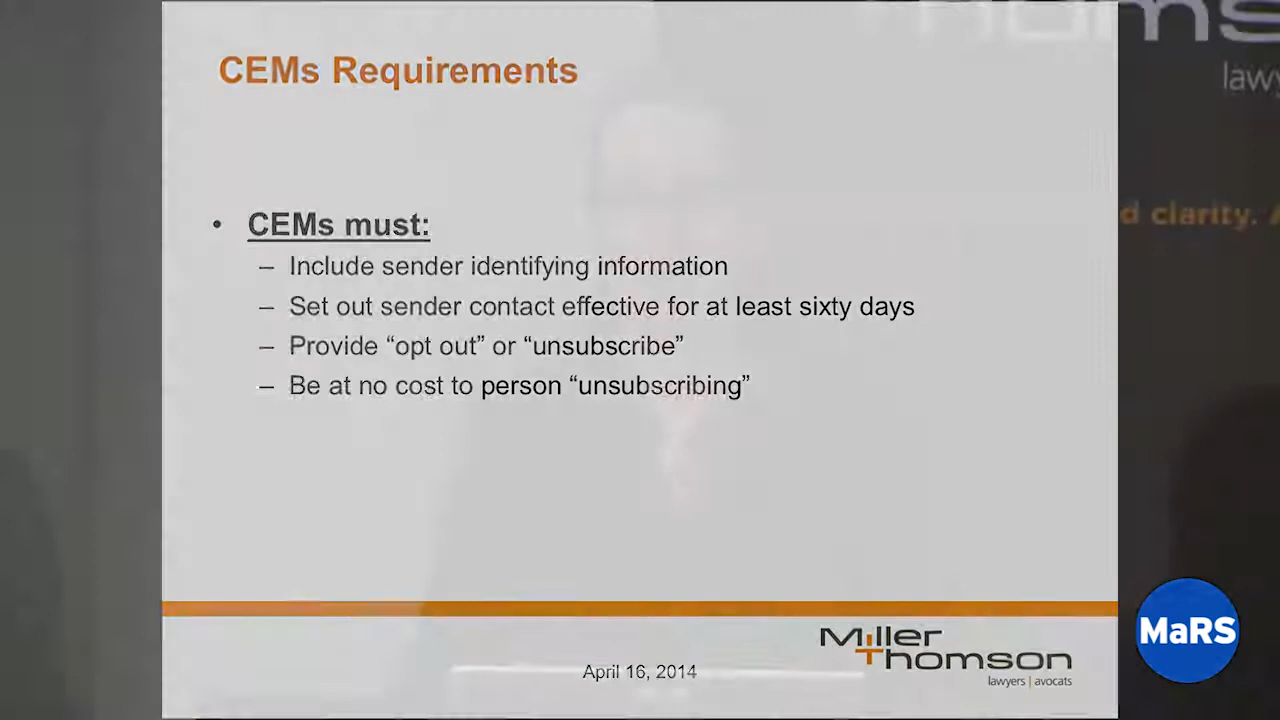 CEMs Requirements
• CEMs must:
– Include sender identifying information
– Set out sender contact effective for at least sixty days
– Provide “opt out” or “unsubscribe”
– Be at no cost to person “unsubscribing”
April 16, 2014
Miller
Thomson
lawyers | avocats
d clarity.
MaRS